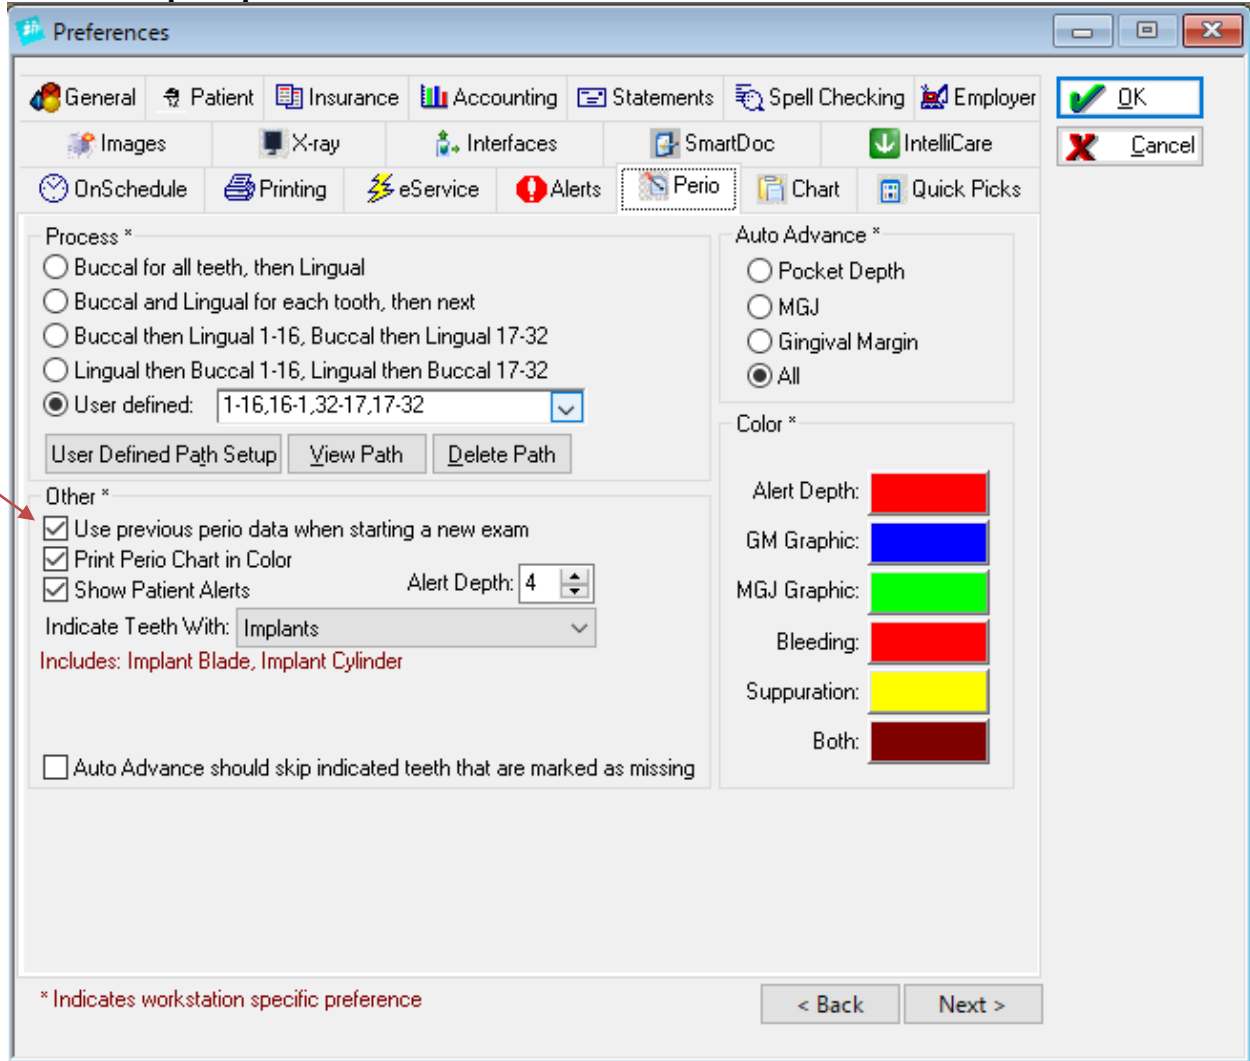 Preferences
General Patient Insurance Accounting Statements Spell Checking Employer
OK
Images X-ray Interfaces SmartDoc IntelliCare
Cancel
OnSchedule Printing eService Alerts Perio Chart Quick Picks
Process *
Buccal for all teeth, then Lingual
Buccal and Lingual for each tooth, then next
Buccal then Lingual 1-16, Buccal then Lingual 17-32
Lingual then Buccal 1-16, Lingual then Buccal 17-32
User defined: 1-16,16-1,32-17,17-32
User Defined Path Setup View Path Delete Path
Auto Advance *
Pocket Depth
MGJ
Gingival Margin
All
Other *
Use previous perio data when starting a new exam
Print Perio Chart in Color
Show Patient Alerts Alert Depth: 4
Indicate Teeth With: Implants
Includes: Implant Blade, Implant Cylinder
Auto Advance should skip indicated teeth that are marked as missing
Color *
Alert Depth:
GM Graphic:
MGJ Graphic:
Bleeding:
Suppuration:
Both:
* Indicates workstation specific preference
< Back Next >